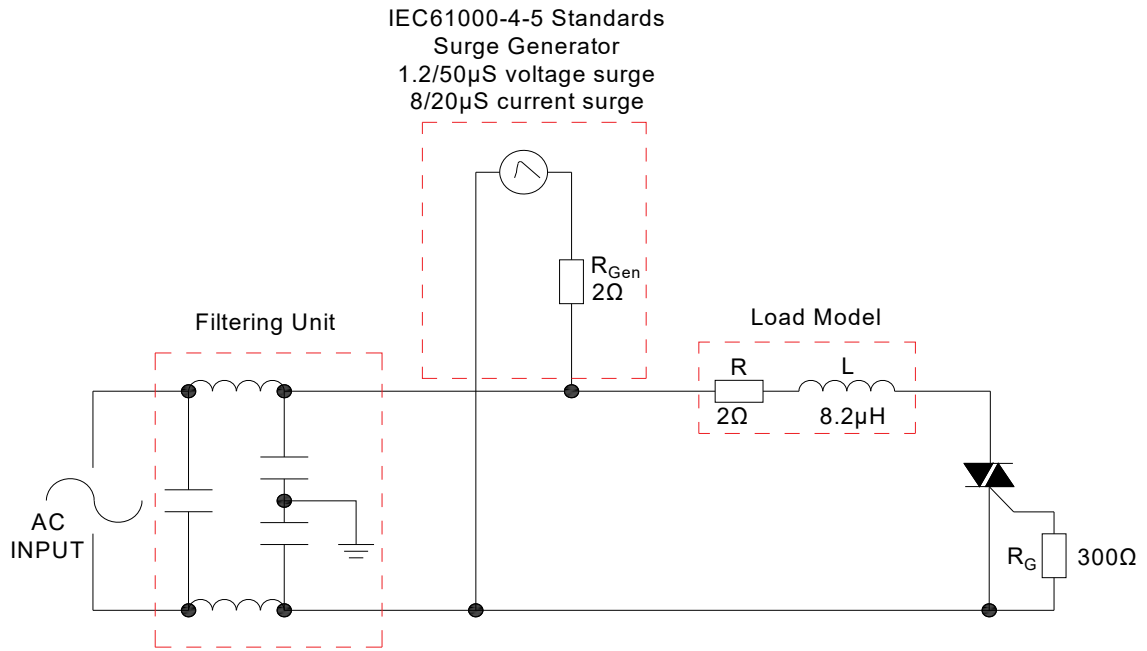 IEC61000-4-5 Standards
Surge Generator
1.2/50µS voltage surge
8/20µS current surge
R_Gen
2Ω
Filtering Unit
Load Model
R
L
2Ω
8.2µH
AC
INPUT
R_G
300Ω